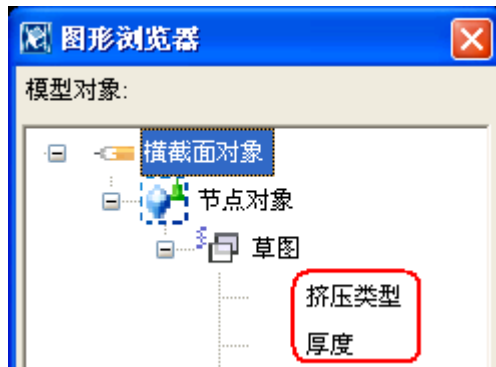 图形浏览器
模型对象:
横截面对象
节点对象
草图
挤压类型
厚度